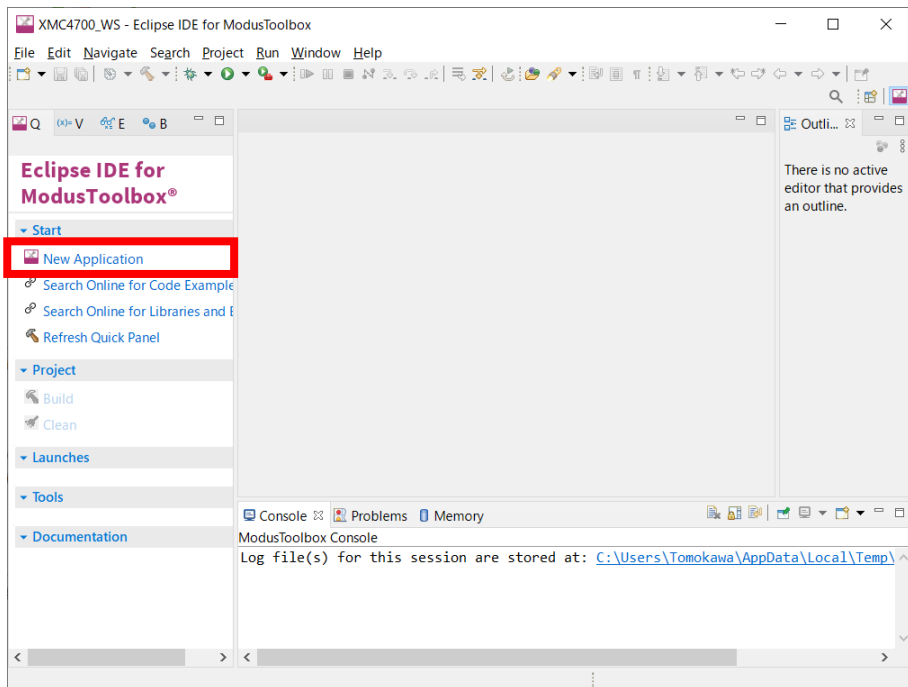 XMC4700_WS - Eclipse IDE for ModusToolbox
File Edit Navigate Search Project Run Window Help
Q (x)= V E B
Outli...
Eclipse IDE for
ModusToolbox®
There is no active
editor that provides
an outline.
Start
New Application
Search Online for Code Example
Search Online for Libraries and
Refresh Quick Panel
Project
Build
Clean
Launches
Tools
Documentation
Console Problems Memory
ModusToolbox Console
Log file(s) for this session are stored at: C:\Users\Tomokawa\AppData\Local\Temp\